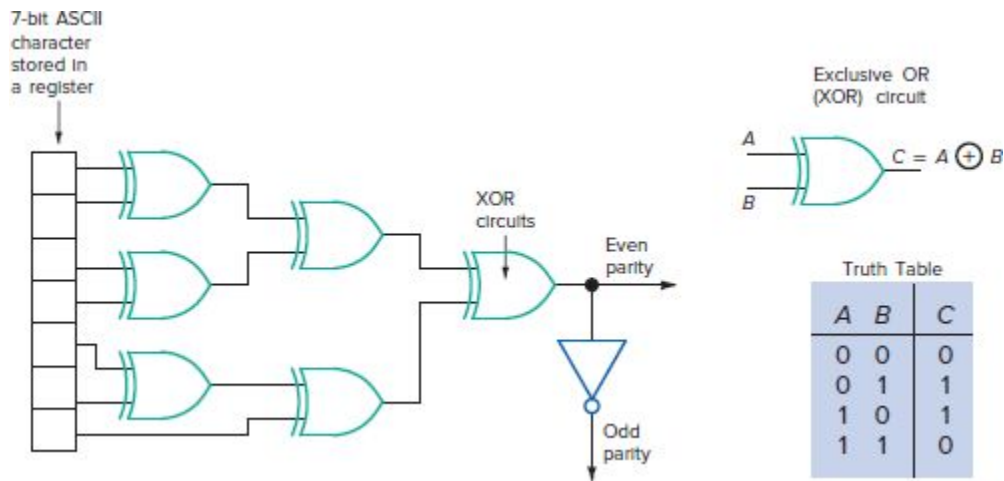 7-bit ASCII
character
stored in
a register
XOR
circuits
Even
parity
Odd
parity
Exclusive OR
(XOR) circuit
A
B
C = A ⊕ B
Truth Table
A B C
0 0 0
0 1 1
1 0 1
1 1 0